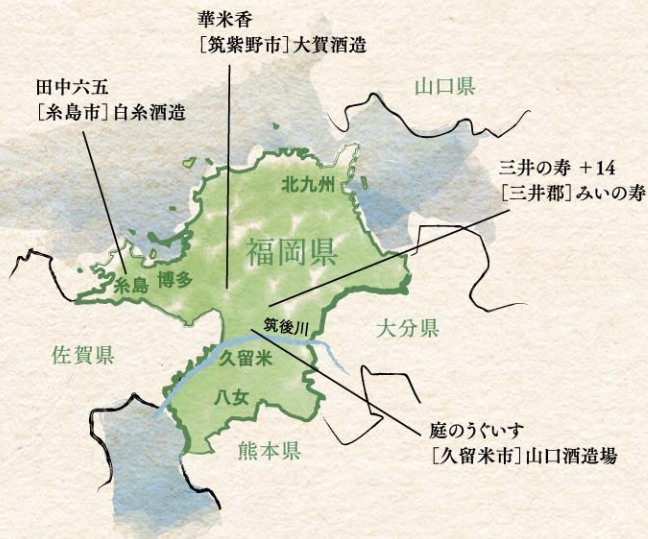 華米香
[筑紫野市]大賀酒造
田中六五
[糸島市]白糸酒造
山口県
三井の寿 +14
[三井郡]みいの寿
北九州
福岡県
博多
糸島
筑後川
大分県
佐賀県
久留米
八女
熊本県
庭のうぐいす
[久留米市]山口酒造場